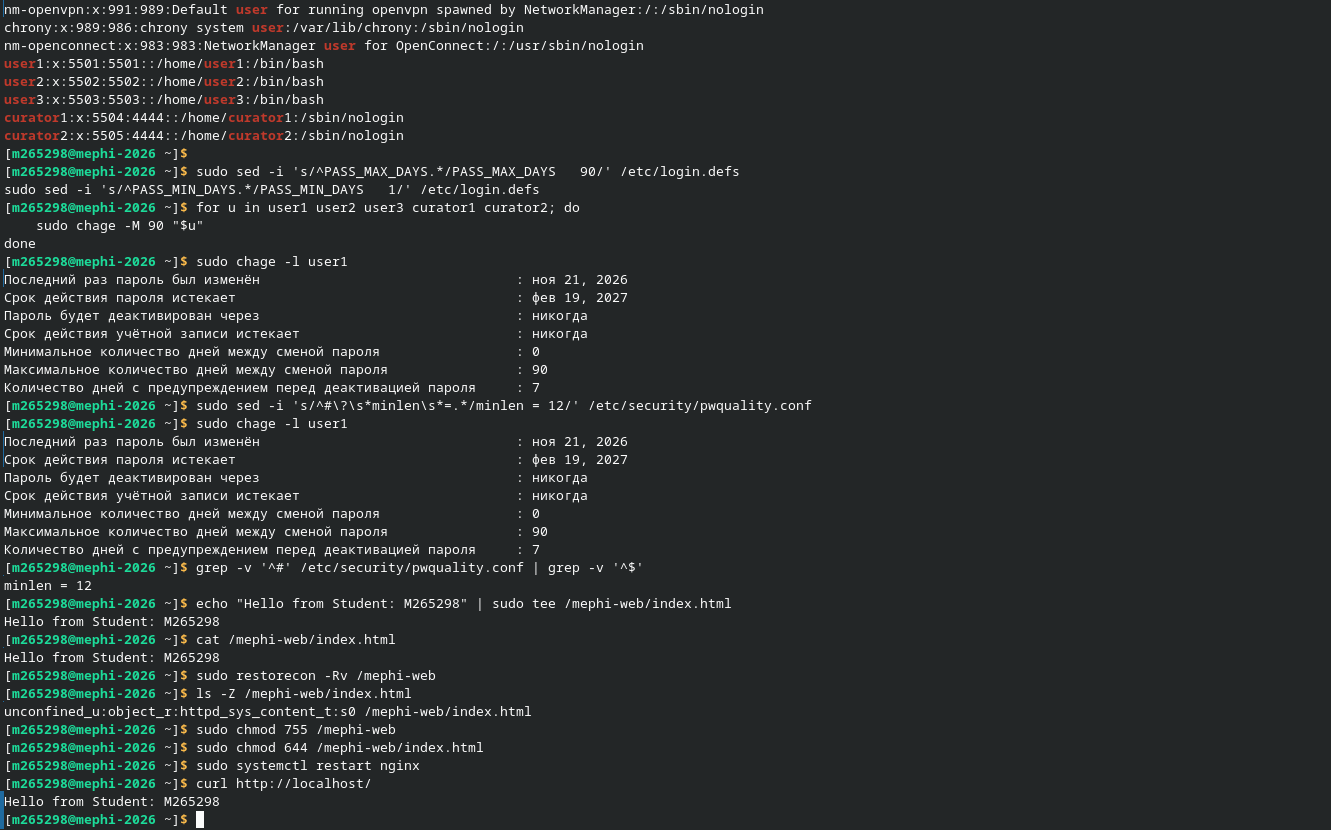 nm-openvpn:x:991:989:Default user for running openvpn spawned by NetworkManager:/:/sbin/nologin
chrony:x:989:986:chrony system user:/var/lib/chrony:/sbin/nologin
nm-openconnect:x:983:983:NetworkManager user for OpenConnect:/:/usr/sbin/nologin
user1:x:5501:5501::/home/user1:/bin/bash
user2:x:5502:5502::/home/user2:/bin/bash
user3:x:5503:5503::/home/user3:/bin/bash
curator1:x:5504:4444::/home/curator1:/sbin/nologin
curator2:x:5505:4444::/home/curator2:/sbin/nologin
[m265298@mephi-2026 ~]$
[m265298@mephi-2026 ~]$ sudo sed -i 's/^PASS_MAX_DAYS.*/PASS_MAX_DAYS   90/' /etc/login.defs
sudo sed -i 's/^PASS_MIN_DAYS.*/PASS_MIN_DAYS   1/' /etc/login.defs
[m265298@mephi-2026 ~]$ for u in user1 user2 user3 curator1 curator2; do
    sudo chage -M 90 "$u"
done
[m265298@mephi-2026 ~]$ sudo chage -l user1
Последний раз пароль был изменён                                : ноя 21, 2026
Срок действия пароля истекает                                   : фев 19, 2027
Пароль будет деактивирован через                                : никогда
Срок действия учётной записи истекает                           : никогда
Минимальное количество дней между сменой пароля                 : 0
Максимальное количество дней между сменой пароля                : 90
Количество дней с предупреждением перед деактивацией пароля     : 7
[m265298@mephi-2026 ~]$ sudo sed -i 's/^#\?\s*minlen\s*=.*/minlen = 12/' /etc/security/pwquality.conf
[m265298@mephi-2026 ~]$ sudo chage -l user1
Последний раз пароль был изменён                                : ноя 21, 2026
Срок действия пароля истекает                                   : фев 19, 2027
Пароль будет деактивирован через                                : никогда
Срок действия учётной записи истекает                           : никогда
Минимальное количество дней между сменой пароля                 : 0
Максимальное количество дней между сменой пароля                : 90
Количество дней с предупреждением перед деактивацией пароля     : 7
[m265298@mephi-2026 ~]$ grep -v '^#' /etc/security/pwquality.conf | grep -v '^$'
minlen = 12
[m265298@mephi-2026 ~]$ echo "Hello from Student: M265298" | sudo tee /mephi-web/index.html
Hello from Student: M265298
[m265298@mephi-2026 ~]$ cat /mephi-web/index.html
Hello from Student: M265298
[m265298@mephi-2026 ~]$ sudo restorecon -Rv /mephi-web
[m265298@mephi-2026 ~]$ ls -Z /mephi-web/index.html
unconfined_u:object_r:httpd_sys_content_t:s0 /mephi-web/index.html
[m265298@mephi-2026 ~]$ sudo chmod 755 /mephi-web
[m265298@mephi-2026 ~]$ sudo chmod 644 /mephi-web/index.html
[m265298@mephi-2026 ~]$ sudo systemctl restart nginx
[m265298@mephi-2026 ~]$ curl http://localhost/
Hello from Student: M265298
[m265298@mephi-2026 ~]$